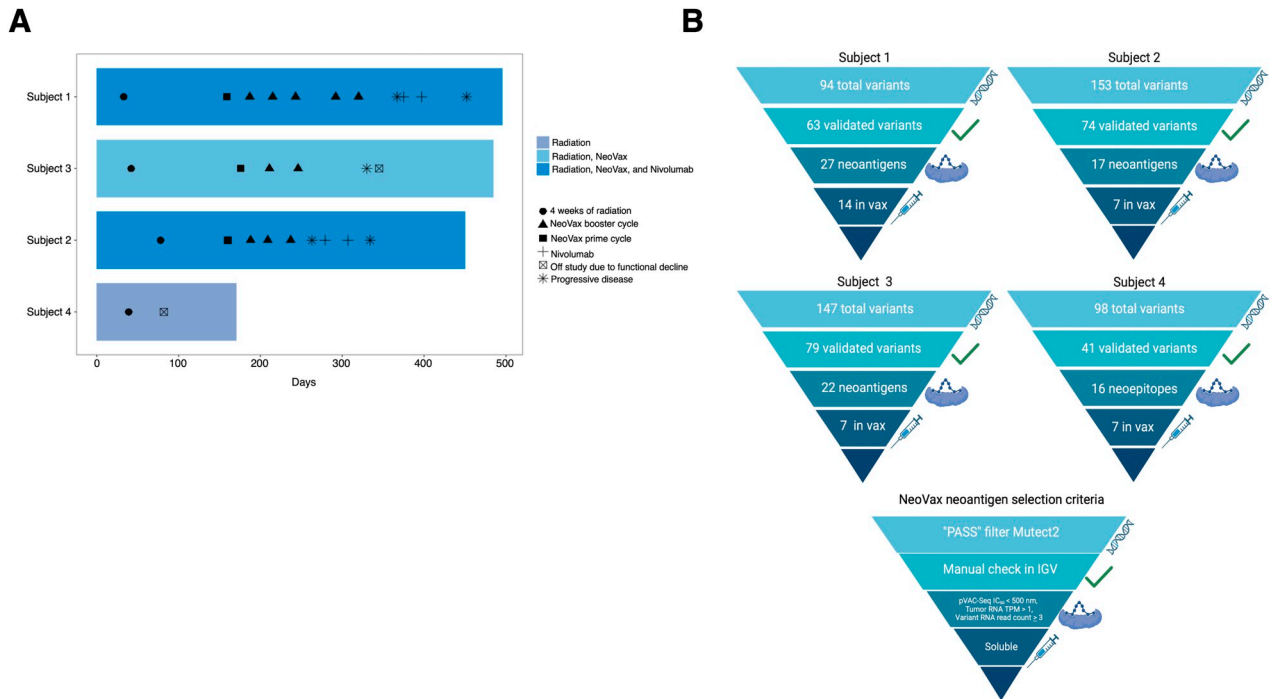 A
Subject 1
Subject 3
Subject 2
Subject 4
0
100
200
300
400
500
Days
Radiation
Radiation, NeoVax
Radiation, NeoVax, and Nivolumab
4 weeks of radiation
NeoVax booster cycle
NeoVax prime cycle
Nivolumab
Off study due to functional decline
Progressive disease
B
Subject 1
94 total variants
63 validated variants
27 neoantigens
14 in vax
Subject 2
153 total variants
74 validated variants
17 neoantigens
7 in vax
Subject 3
147 total variants
79 validated variants
22 neoantigens
7 in vax
Subject 4
98 total variants
41 validated variants
16 neoepitopes
7 in vax
NeoVax neoantigen selection criteria
"PASS" filter Mutect2
Manual check in IGV
pVAC-Seq IC₅₀ < 500 nm,
Tumor RNA TPM > 1,
Variant RNA read count ≥ 3
Soluble